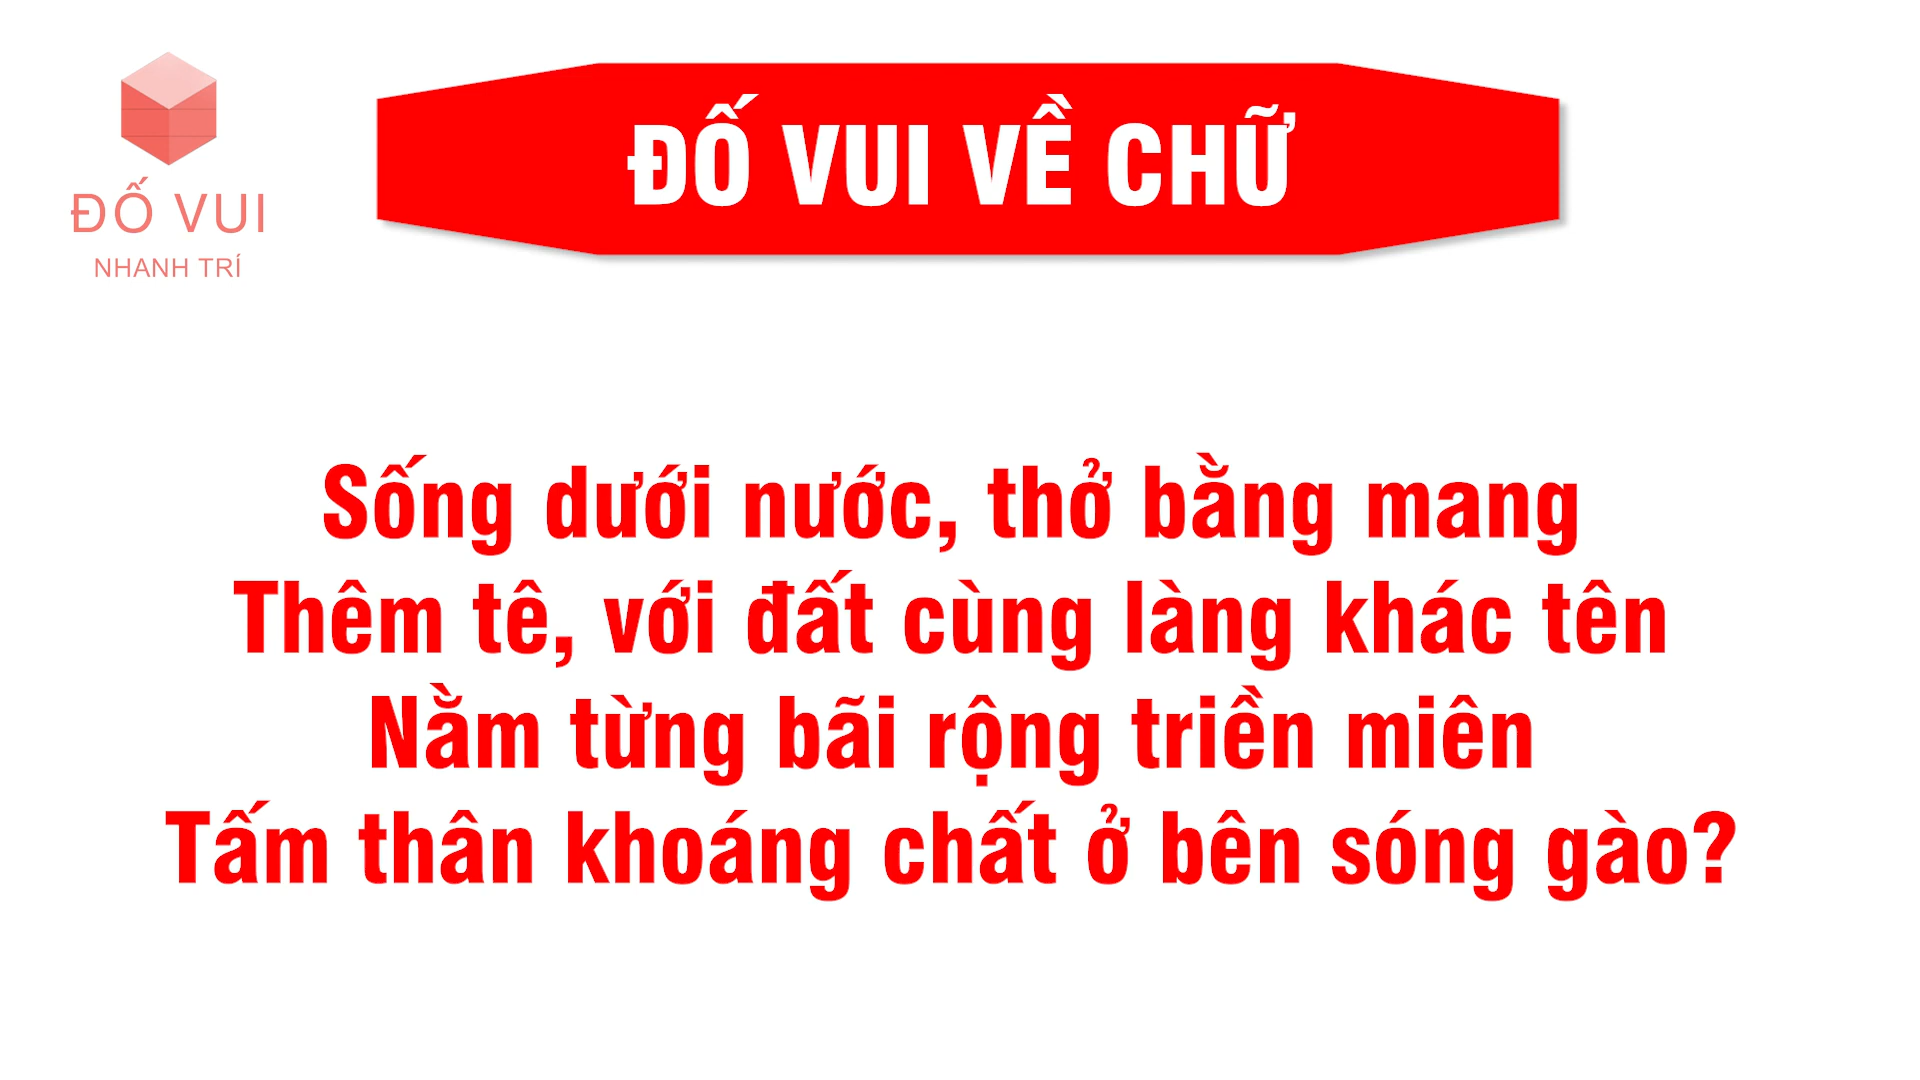 ĐỐ VUI
NHANH TRÍ
ĐỐ VUI VỀ CHỮ
Sống dưới nước, thở bằng mang
Thêm tê, với đất cùng làng khác tên
Nằm từng bãi rộng triền miên
Tấm thân khoáng chất ở bên sóng gào?